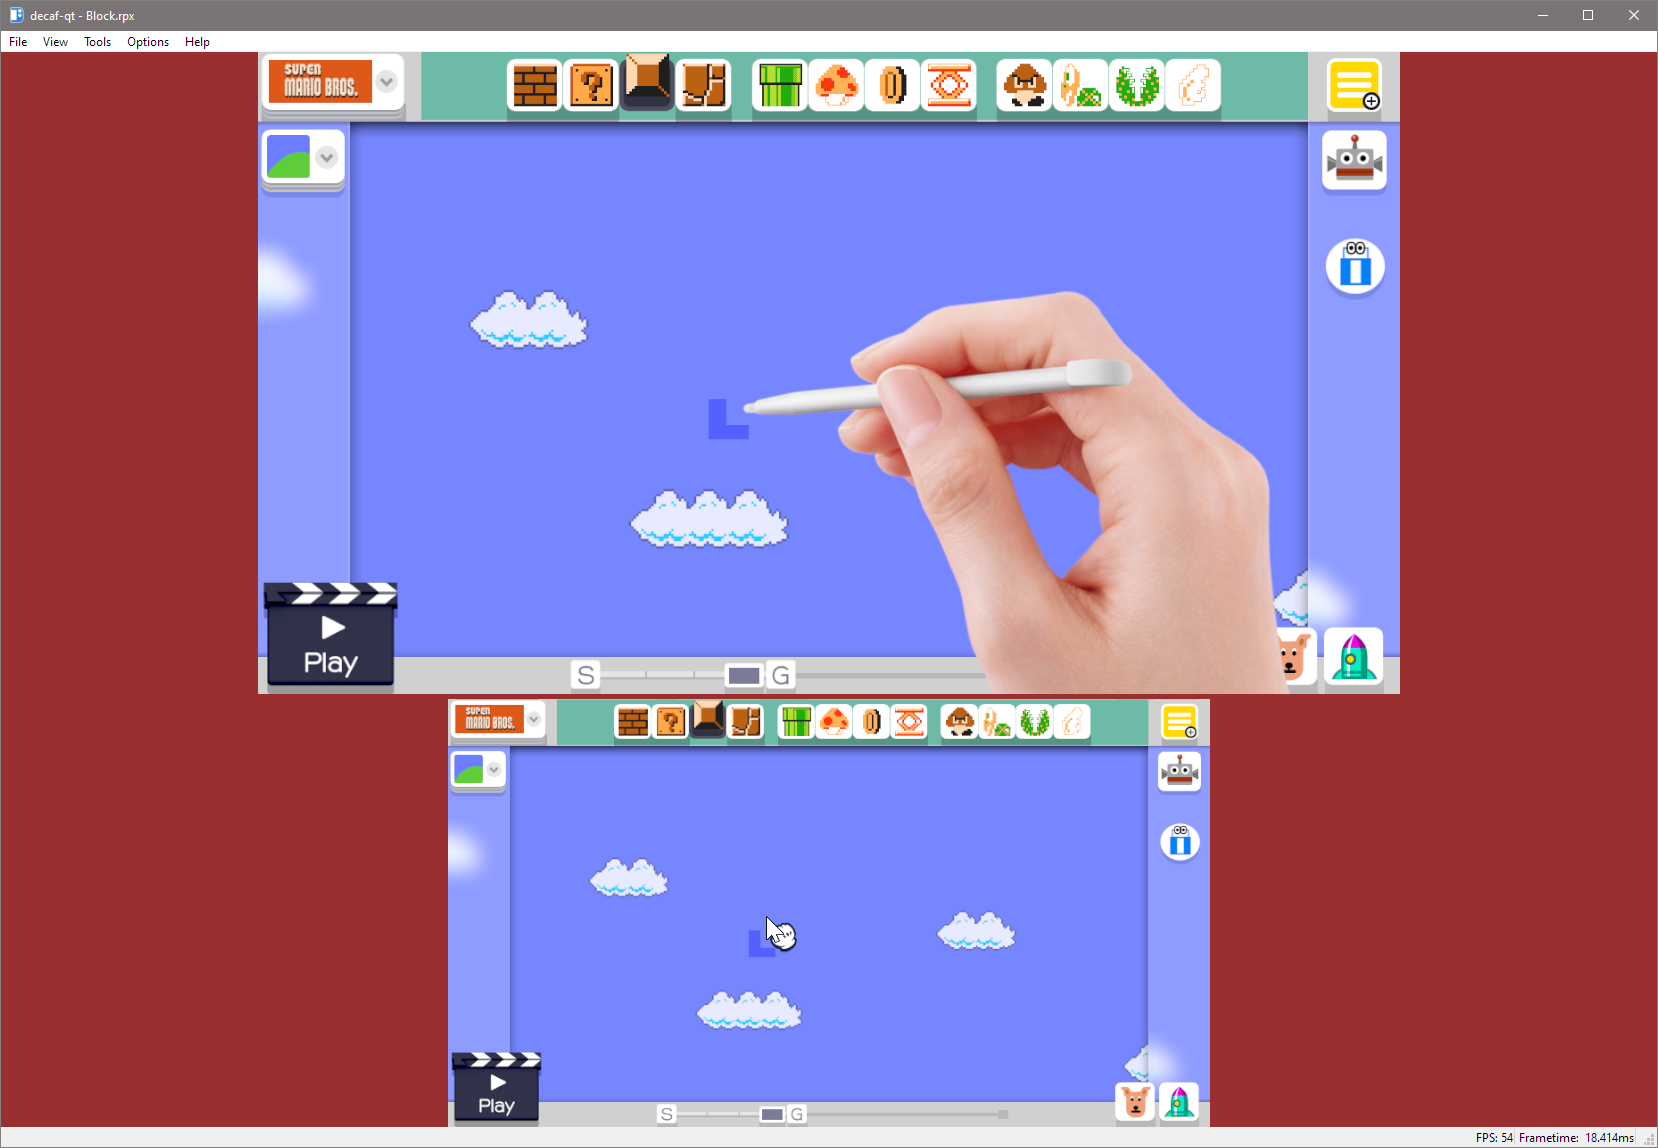 decaf-qt - Block.rpx
File View Tools Options Help
SUPER
MARIO BROS.
?
Play
S G
SUPER
MARIO BROS.
?
Play
S G
FPS: 54 Frametime: 18.414ms